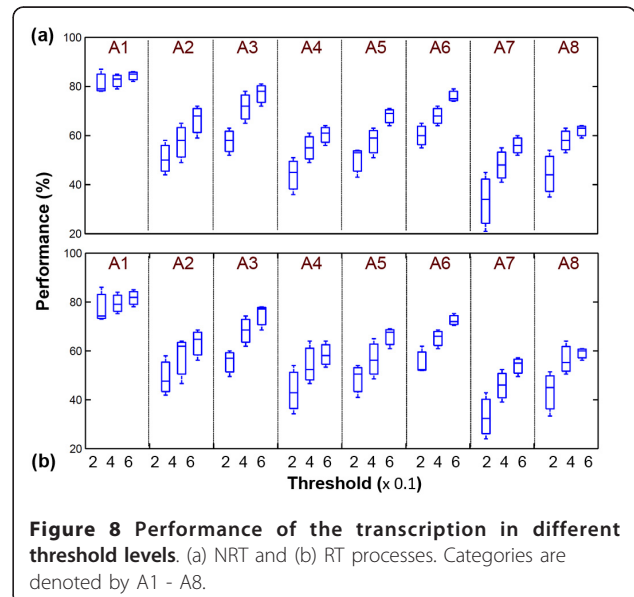 (a)
100
80
60
40
20
A1 A2 A3 A4 A5 A6 A7 A8
Performance (%)
100
80
60
40
20
A1 A2 A3 A4 A5 A6 A7 A8
(b)
2 4 6 2 4 6 2 4 6 2 4 6 2 4 6 2 4 6 2 4 6 2 4 6
Threshold (x 0.1)
Figure 8 Performance of the transcription in different
threshold levels. (a) NRT and (b) RT processes. Categories are
denoted by A1 - A8.